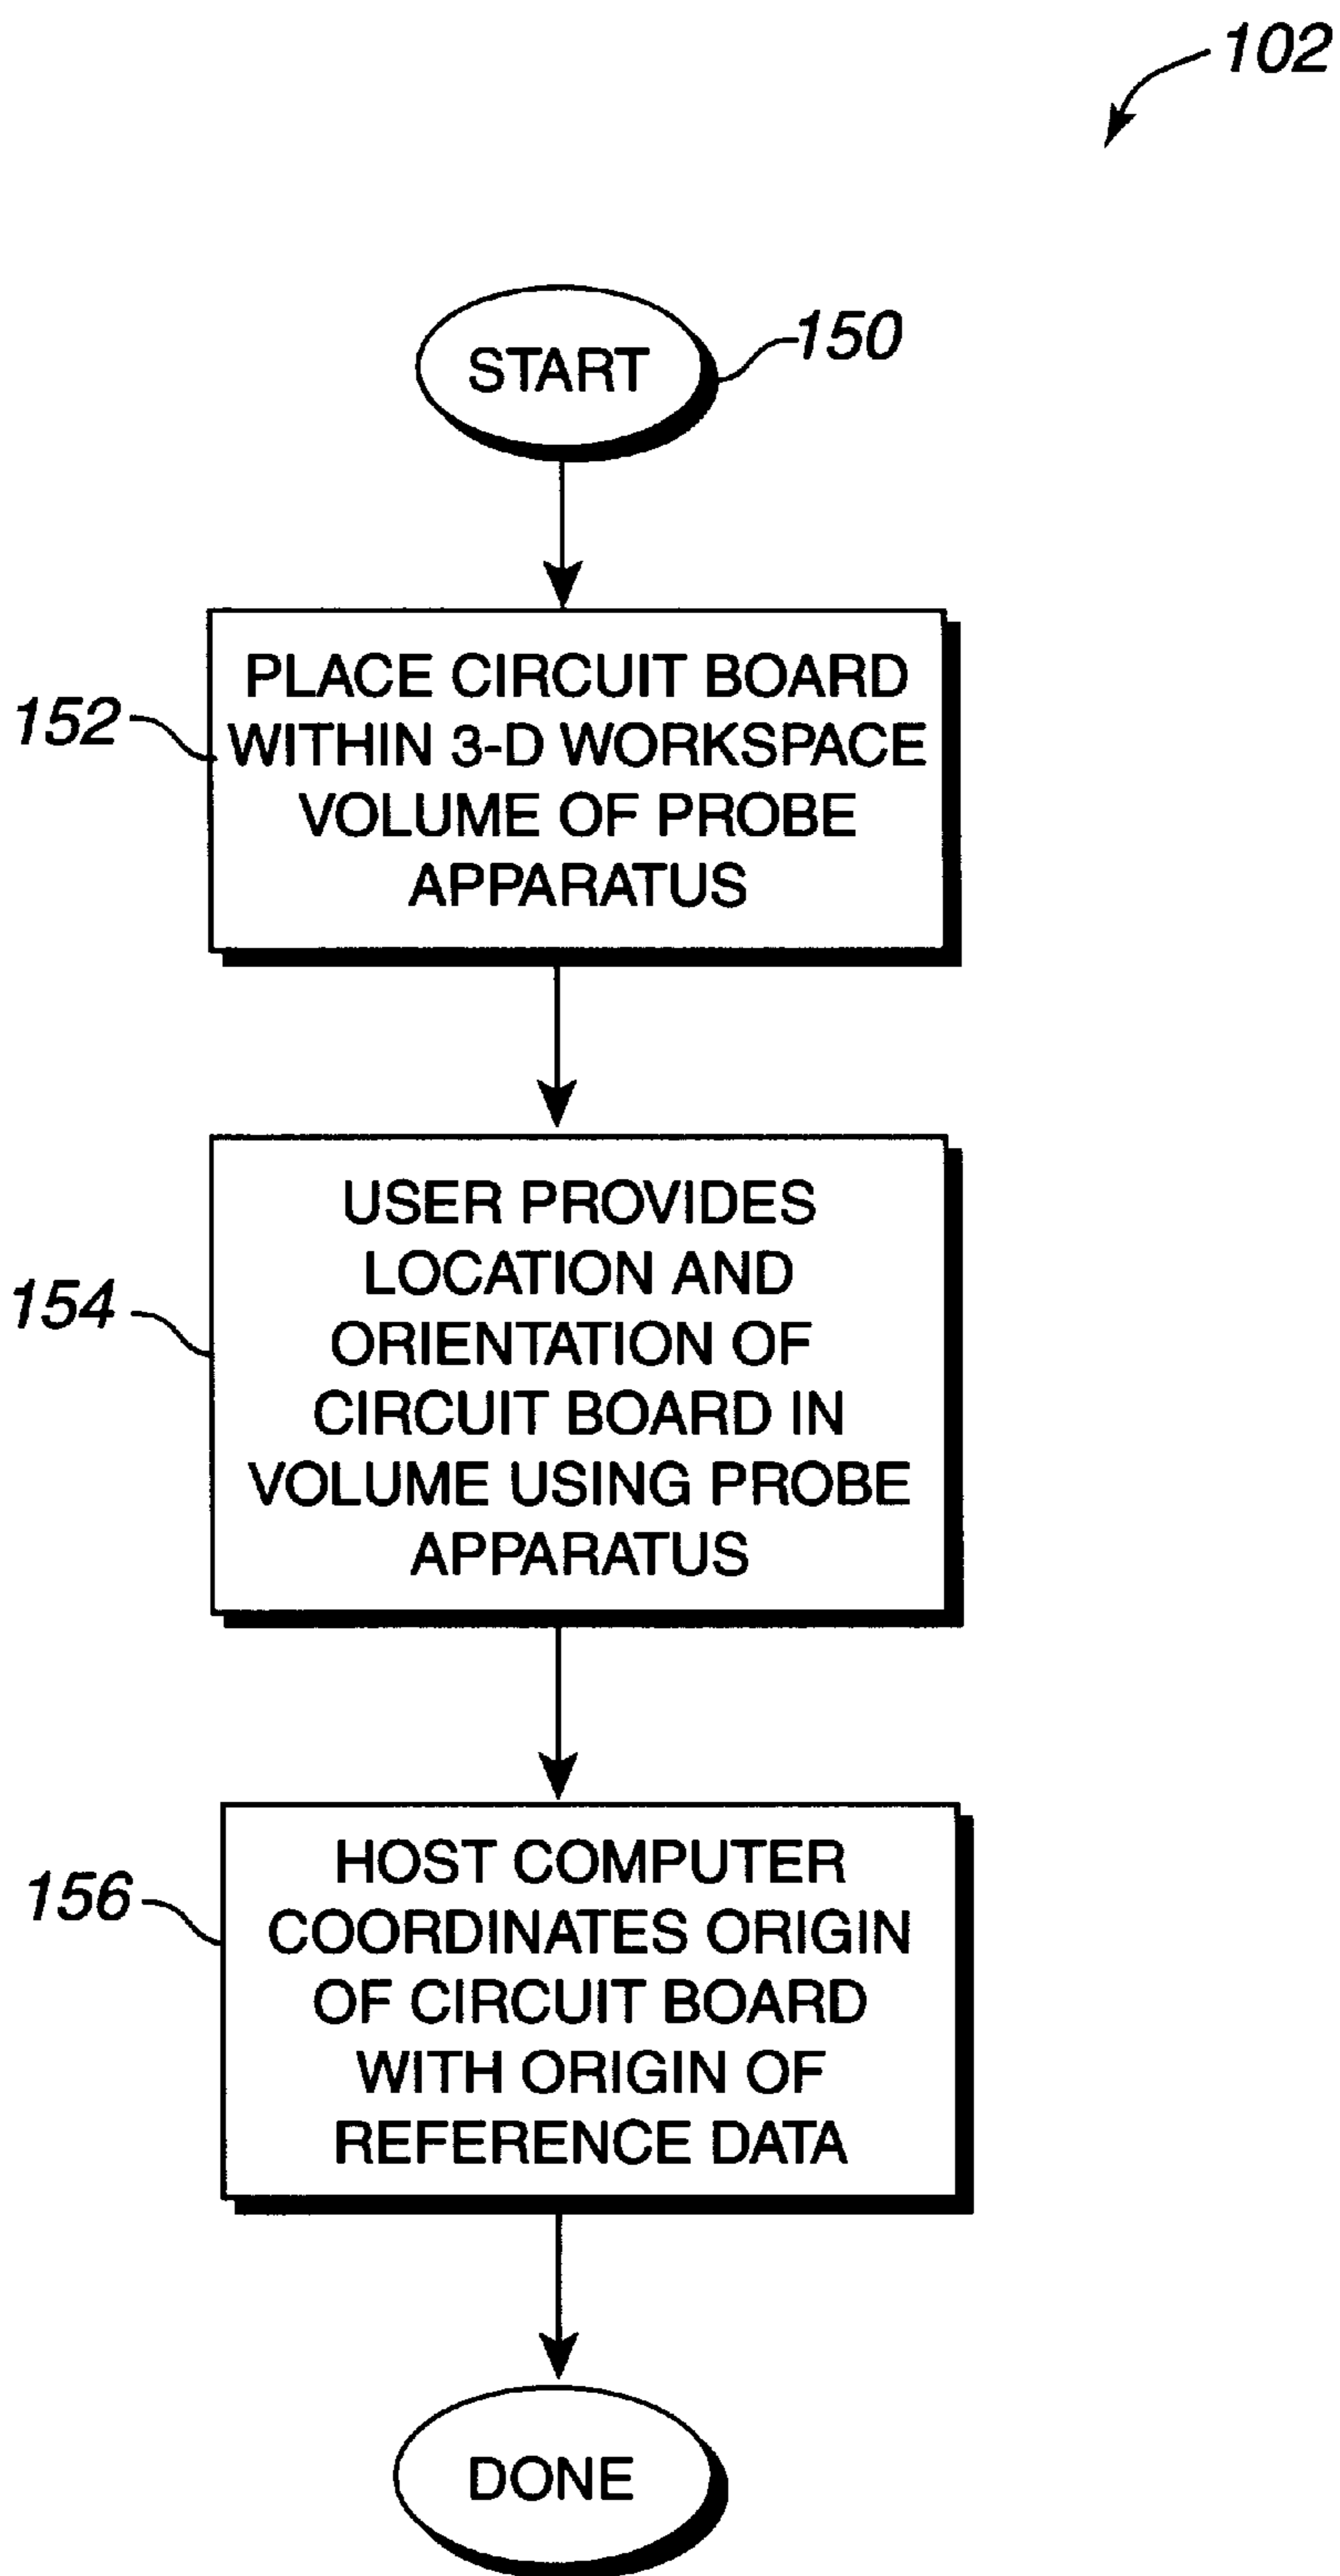 102
START
150
PLACE CIRCUIT BOARD
WITHIN 3-D WORKSPACE
VOLUME OF PROBE
APPARATUS
152
USER PROVIDES
LOCATION AND
ORIENTATION OF
CIRCUIT BOARD IN
VOLUME USING PROBE
APPARATUS
154
HOST COMPUTER
COORDINATES ORIGIN
OF CIRCUIT BOARD
WITH ORIGIN OF
REFERENCE DATA
156
DONE